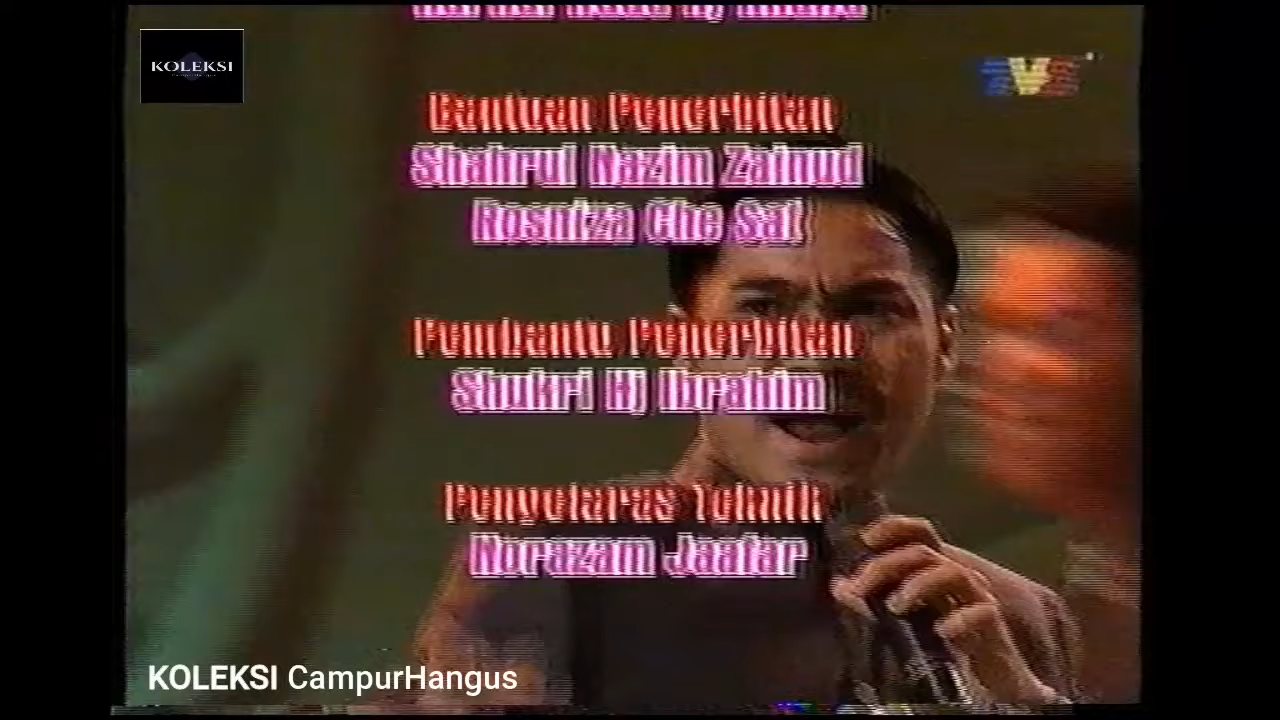 KOLEKSI
Bantuan Penerbitan
Shahrul Nazim Zainud
Rosniza Che Sat
Pembantu Penerbitan
Shukri Hj Ibrahim
Penyelaras Teknik
Norazam Jaafar
KOLEKSI CampurHangus